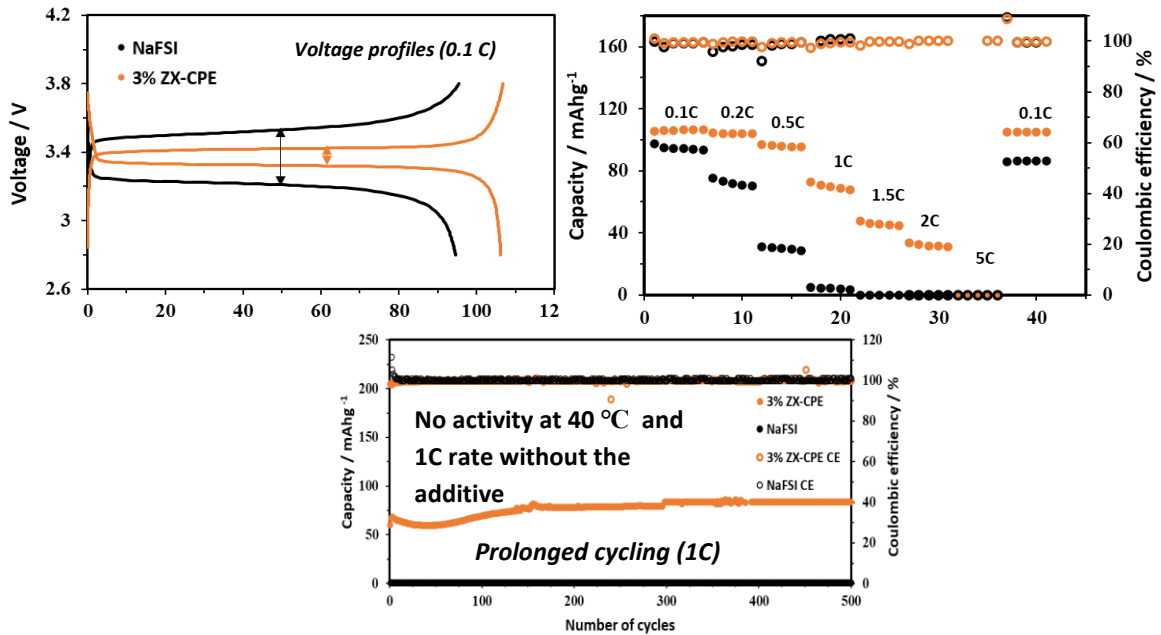 4.2
3.8
3.4
3
2.6
Voltage / V
Voltage profiles (0.1 C)
NaFSI
3% ZX-CPE
0
20
40
60
80
100
12
160
120
80
40
0
Capacity / mAhg-1
0.1C
0.2C
0.5C
1C
1.5C
2C
5C
0.1C
0
10
20
30
40
100
80
60
40
20
0
Coulombic efficiency / %
250
200
150
100
50
0
Capacity / mAhg-1
No activity at 40 °C and
1C rate without the
additive
Prolonged cycling (1C)
3% ZX-CPE
NaFSI
3% ZX-CPE CE
NaFSI CE
120
100
80
60
40
20
0
Coulombic efficiency / %
0
100
200
300
400
500
Number of cycles